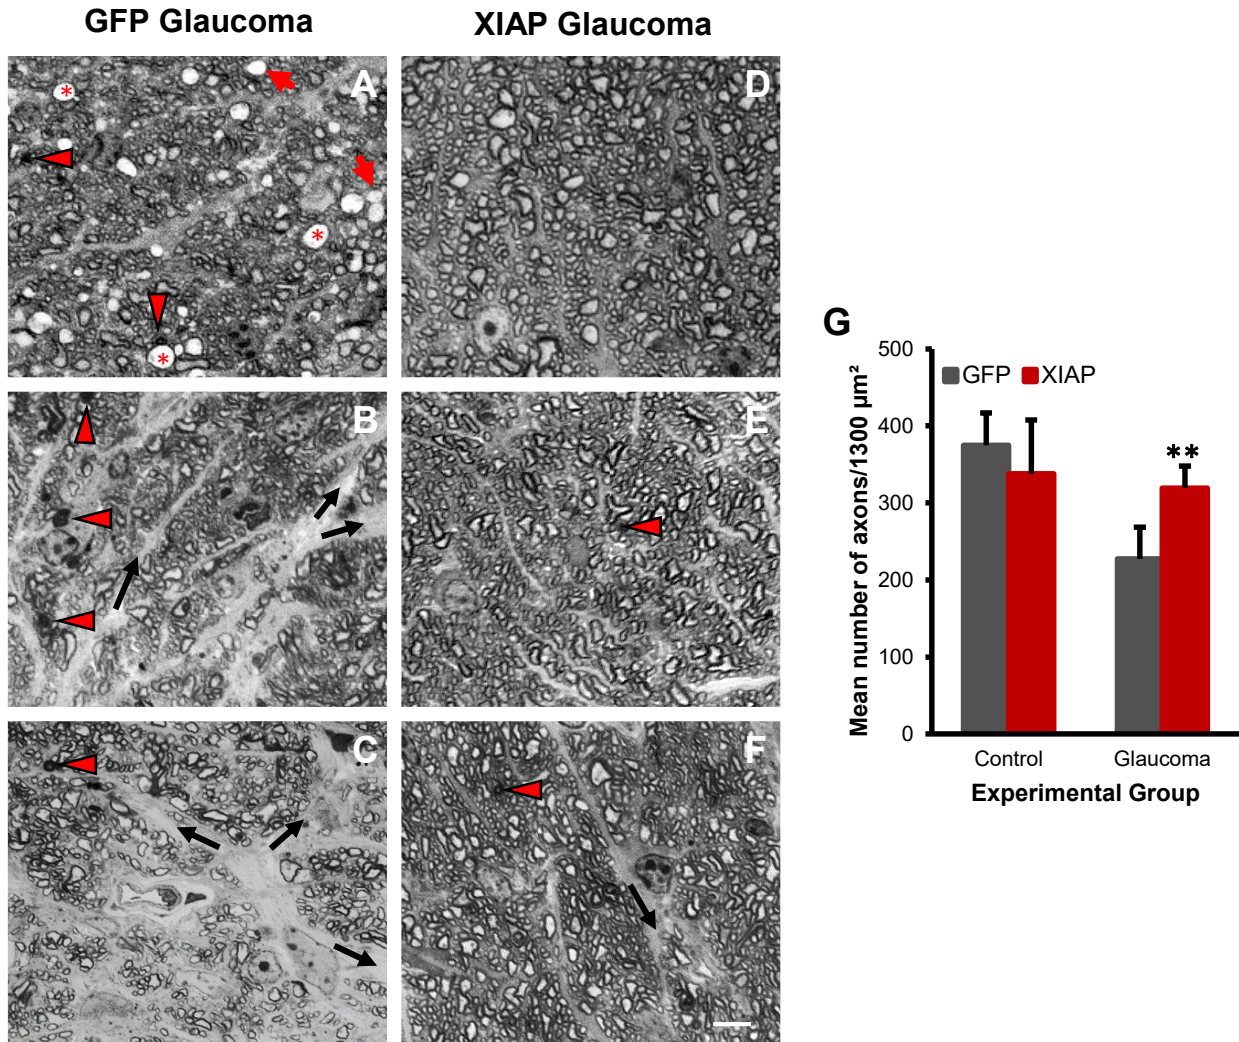 GFP Glaucoma
XIAP Glaucoma
A
*
*
*
D
B
E
C
F
G
Mean number of axons/1300 µm²
500
400
300
200
100
0
GFP
XIAP
**
Control
Glaucoma
Experimental Group